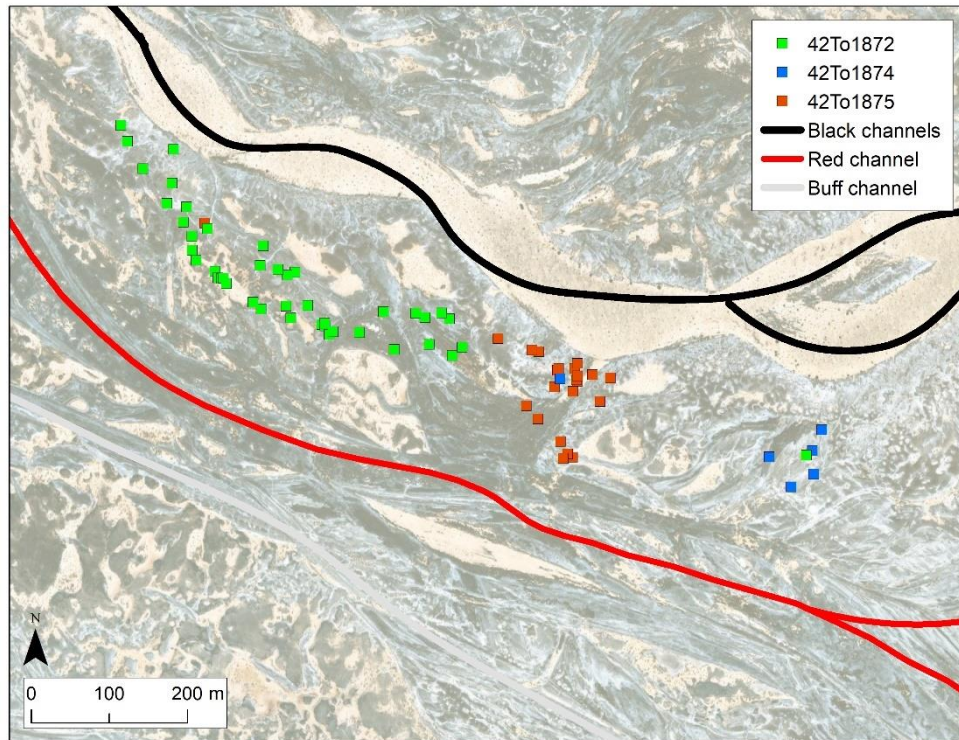 42To1872
42To1874
42To1875
Black channels
Red channel
Buff channel
N
0 100 200 m